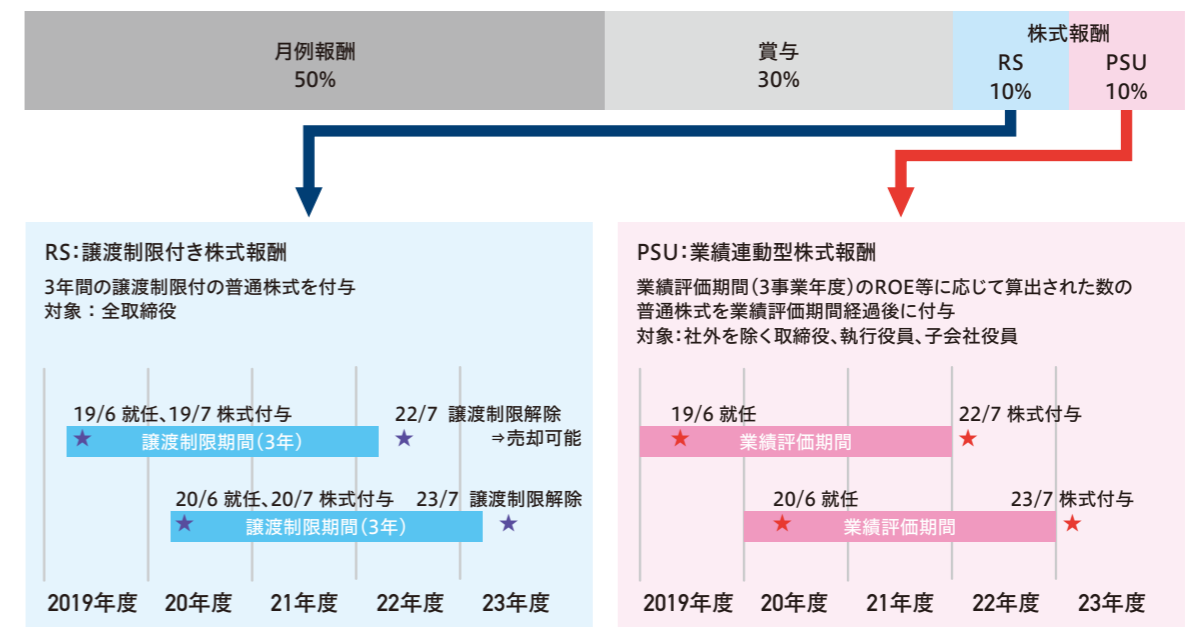 月例報酬
50%
賞与
30%
株式報酬
RS
10%
PSU
10%
RS：譲渡制限付き株式報酬
3年間の譲渡制限付の普通株式を付与
対象：全取締役
19/6 就任、19/7 株式付与
22/7 譲渡制限解除
⇒売却可能
★ 譲渡制限期間（3年）
★
20/6 就任、20/7 株式付与
23/7 譲渡制限解除
★ 譲渡制限期間（3年）
★
2019年度 20年度 21年度 22年度 23年度
PSU：業績連動型株式報酬
業績評価期間（3事業年度）のROE等に応じて算出された数の
普通株式を業績評価期間経過後に付与
対象：社外を除く取締役、執行役員、子会社役員
19/6 就任
22/7 株式付与
★ 業績評価期間
★
20/6 就任
23/7 株式付与
★ 業績評価期間
★
2019年度 20年度 21年度 22年度 23年度